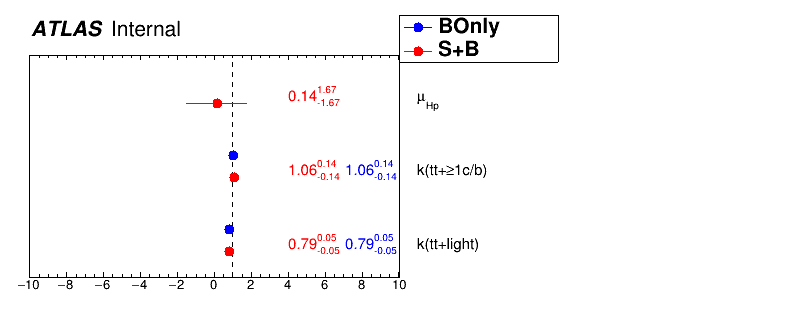 ATLAS Internal
BOnly
S+B
0.14 1.67 -1.67 μHp
1.06 0.14 -0.14 1.06 0.14 -0.14 k(tt+≥1c/b)
0.79 0.05 -0.05 0.79 0.05 -0.05 k(tt+light)
−10 −8 −6 −4 −2 0 2 4 6 8 10